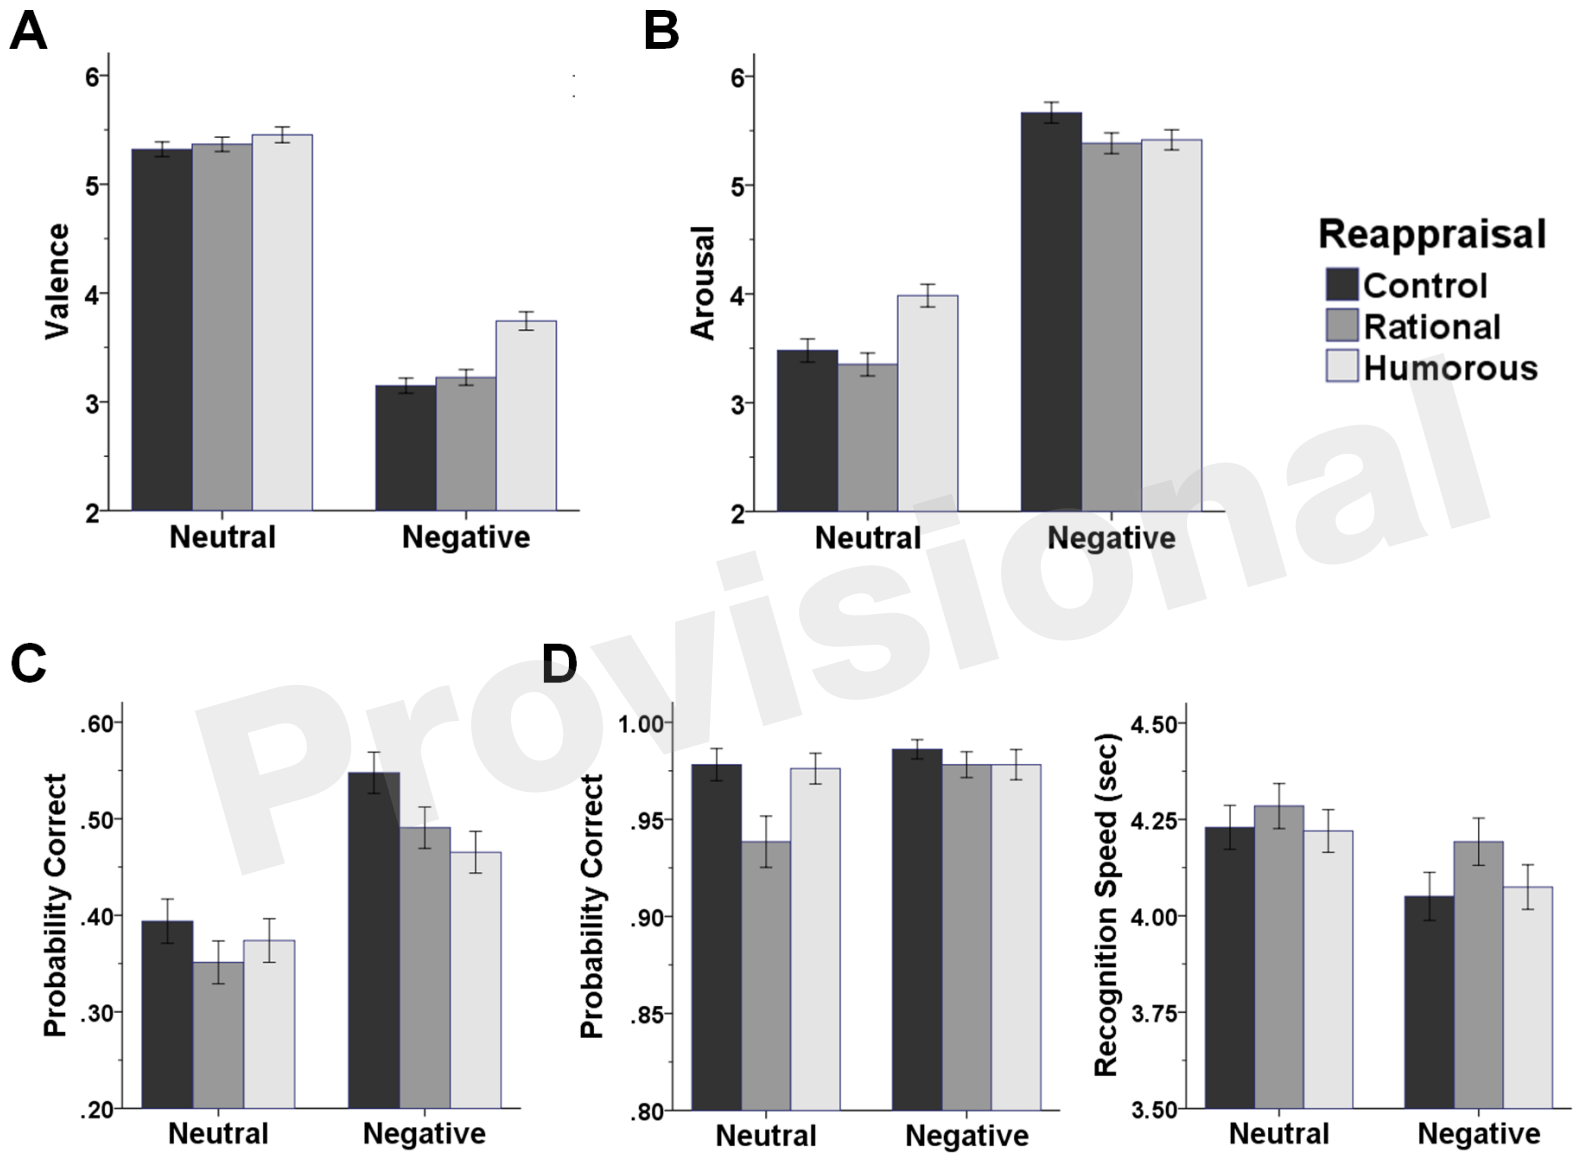 A
6
5
4
3
2
Valence
Neutral
Negative
B
6
5
4
3
2
Arousal
Neutral
Negative
Reappraisal
Control
Rational
Humorous
Provisional
C
.60
.50
.40
.30
.20
Probability Correct
Neutral
Negative
D
1.00
.95
.90
.85
.80
Probability Correct
Neutral
Negative
4.50
4.25
4.00
3.75
3.50
Recognition Speed (sec)
Neutral
Negative